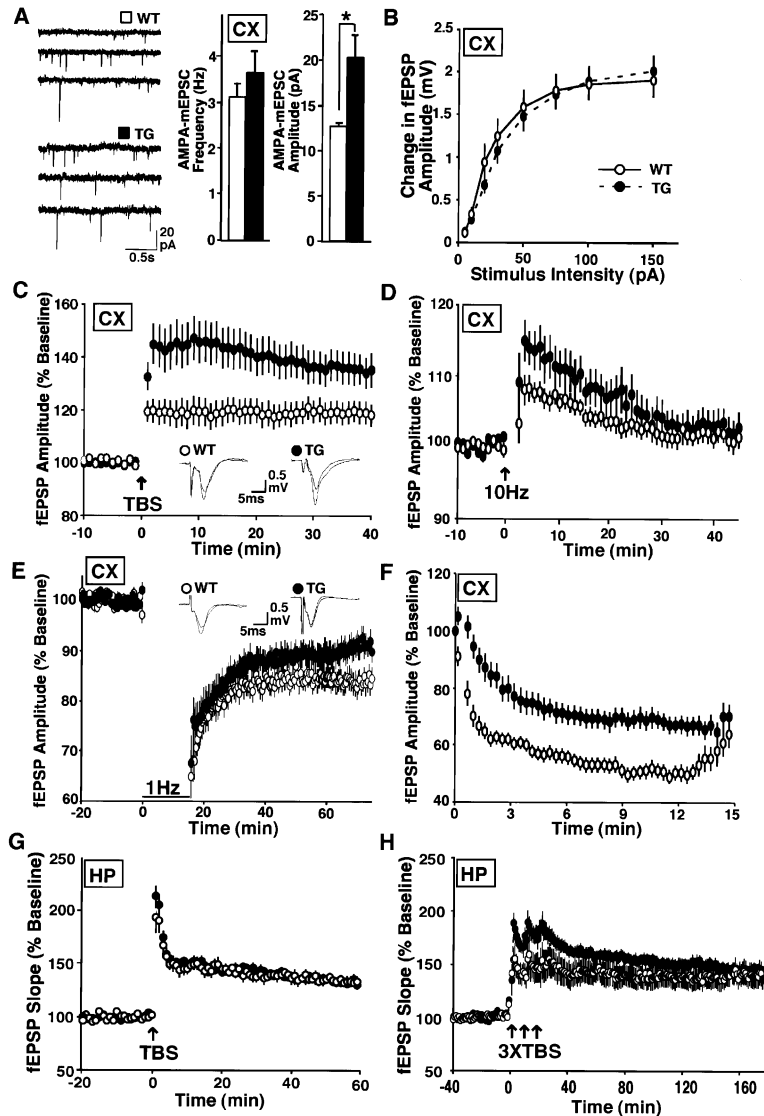 A
WT
TG
20
pA
0.5s
CX
AMPA-mEPSC
Frequency (Hz)
4
3
2
1
0
*
AMPA-mEPSC
Amplitude (pA)
25
20
15
10
5
0
B
CX
Change in fEPSP
Amplitude (mV)
2.5
2
1.5
1
0.5
0
WT
TG
0 50 100 150
Stimulus Intensity (pA)
C
CX
fEPSP Amplitude (% Baseline)
160
140
120
100
80
TBS
WT
TG
0.5
mV
5ms
-10 0 10 20 30 40
Time (min)
D
CX
fEPSP Amplitude (% Baseline)
120
110
100
90
10Hz
-10 0 10 20 30 40
Time (min)
E
CX
fEPSP Amplitude (% Baseline)
100
90
80
70
60
WT
TG
0.5
mV
5ms
1Hz
-20 0 20 40 60
Time (min)
F
CX
fEPSP Amplitude (% Baseline)
120
100
80
60
40
0 3 6 9 12 15
Time (min)
G
HP
fEPSP Slope (% Baseline)
250
200
150
100
50
TBS
-20 0 20 40 60
Time (min)
H
HP
fEPSP Slope (% Baseline)
250
200
150
100
50
3XTBS
-40 0 40 80 120 160
Time (min)